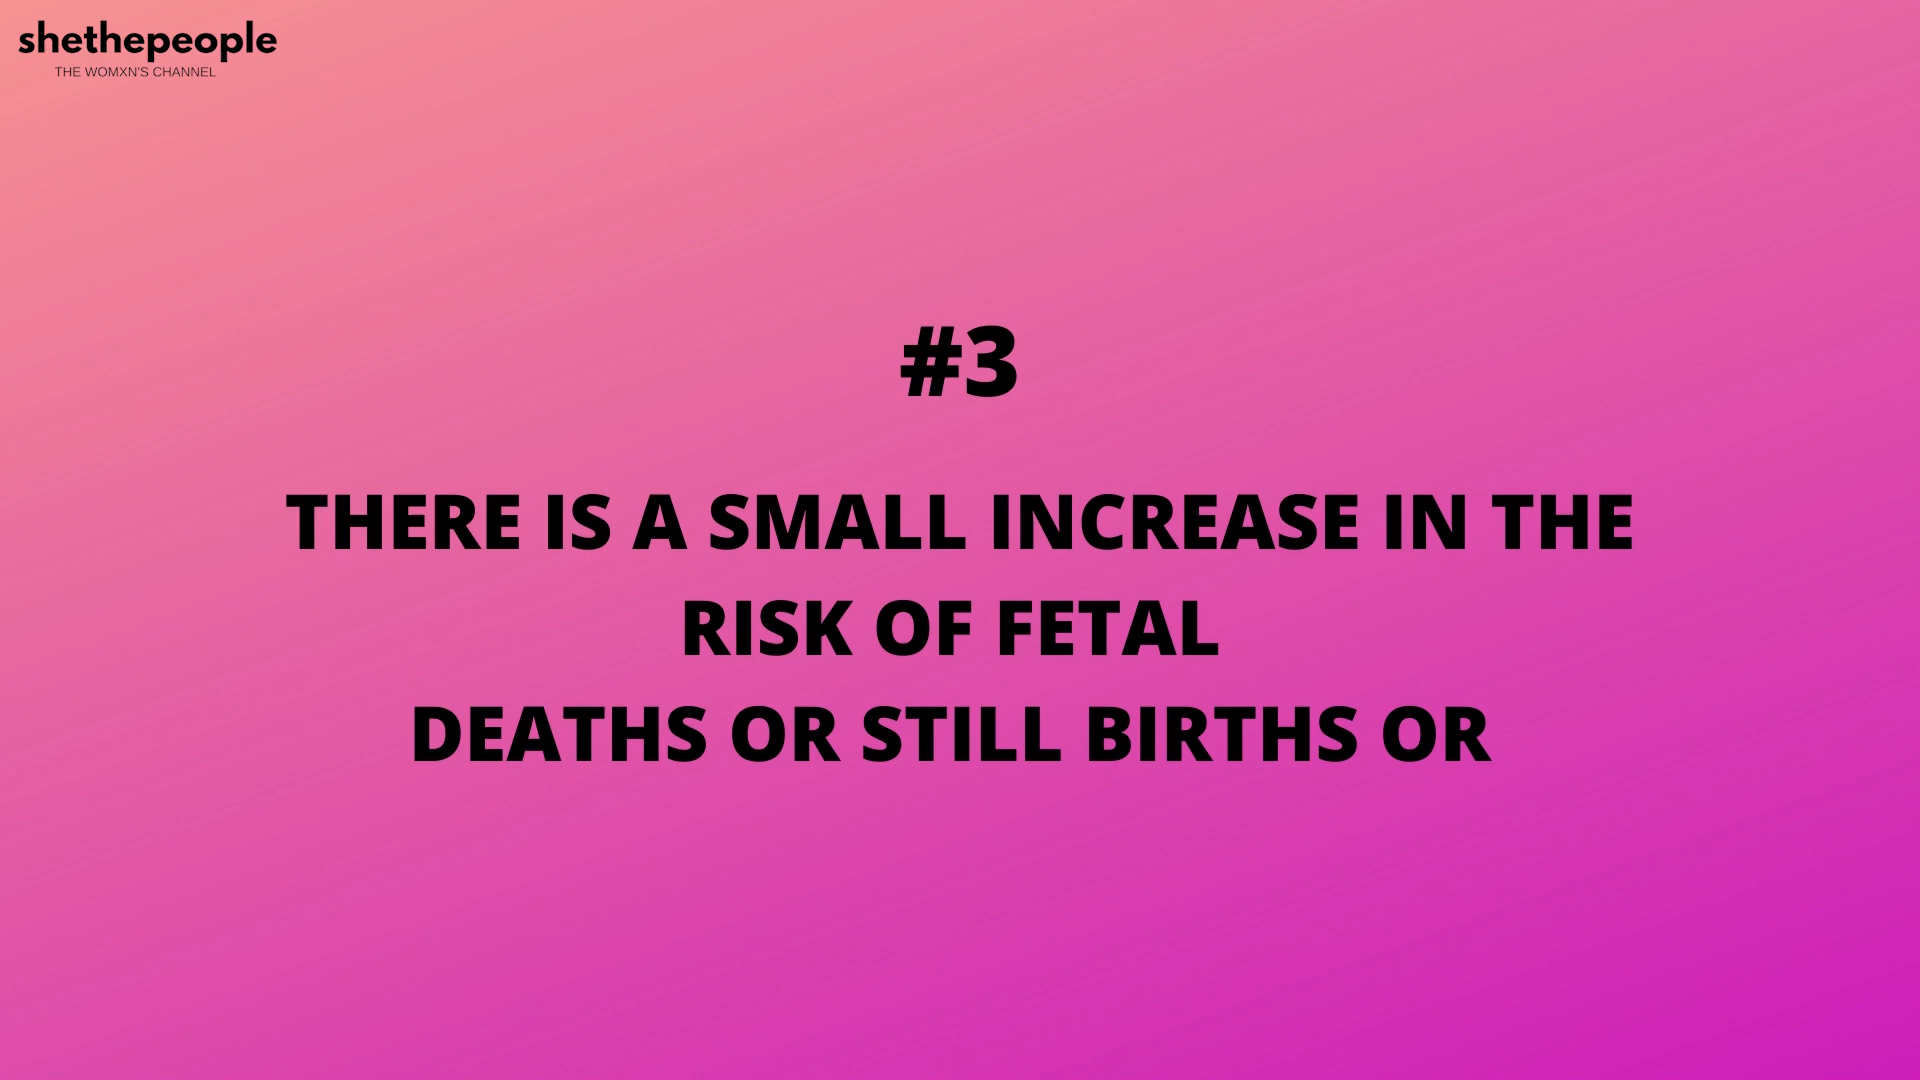 shethepeople
THE WOMXN'S CHANNEL
#3
THERE IS A SMALL INCREASE IN THE
RISK OF FETAL
DEATHS OR STILL BIRTHS OR